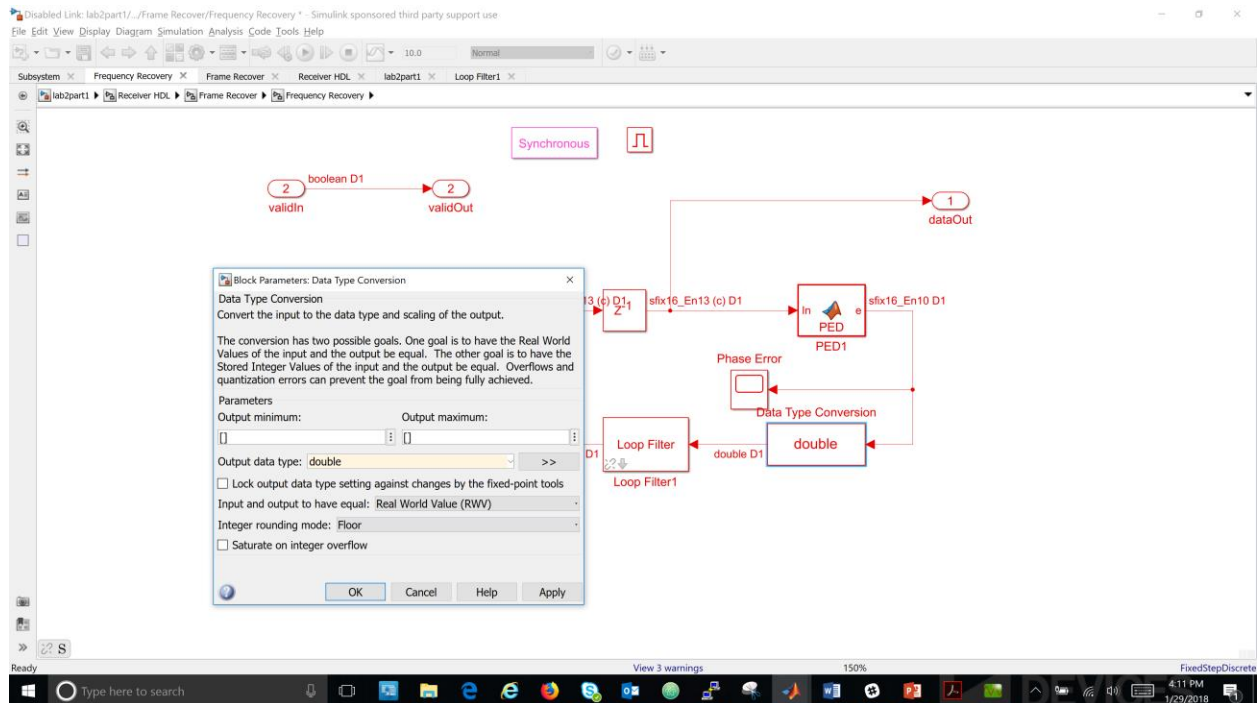 Disabled Link: lab2part1/.../Frame Recover/Frequency Recovery * - Simulink sponsored third party support use
File Edit View Display Diagram Simulation Analysis Code Tools Help
10.0 Normal
Subsystem Frequency Recovery Frame Recover Receiver HDL lab2part1 Loop Filter1
lab2part1 Receiver HDL Frame Recover Frequency Recovery
Synchronous
boolean D1
2 2 1
validIn validOut dataOut
Block Parameters: Data Type Conversion
Data Type Conversion
Convert the input to the data type and scaling of the output.
The conversion has two possible goals. One goal is to have the Real World
Values of the input and the output be equal. The other goal is to have the
Stored Integer Values of the input and the output be equal. Overflows and
quantization errors can prevent the goal from being fully achieved.
Parameters
Output minimum: Output maximum:
[] []
Output data type: double >>
Lock output data type setting against changes by the fixed-point tools
Input and output to have equal: Real World Value (RWV)
Integer rounding mode: Floor
Saturate on integer overflow
OK Cancel Help Apply
13 (c) D1 sfix16_En13 (c) D1 sfix16_En10 D1
Z-1 In e
PED
PED1
Phase Error
Data Type Conversion
D1 Loop Filter double D1 double
Loop Filter1
S
Ready View 3 warnings 150% FixedStepDiscrete
Type here to search
4:11 PM
1/29/2018